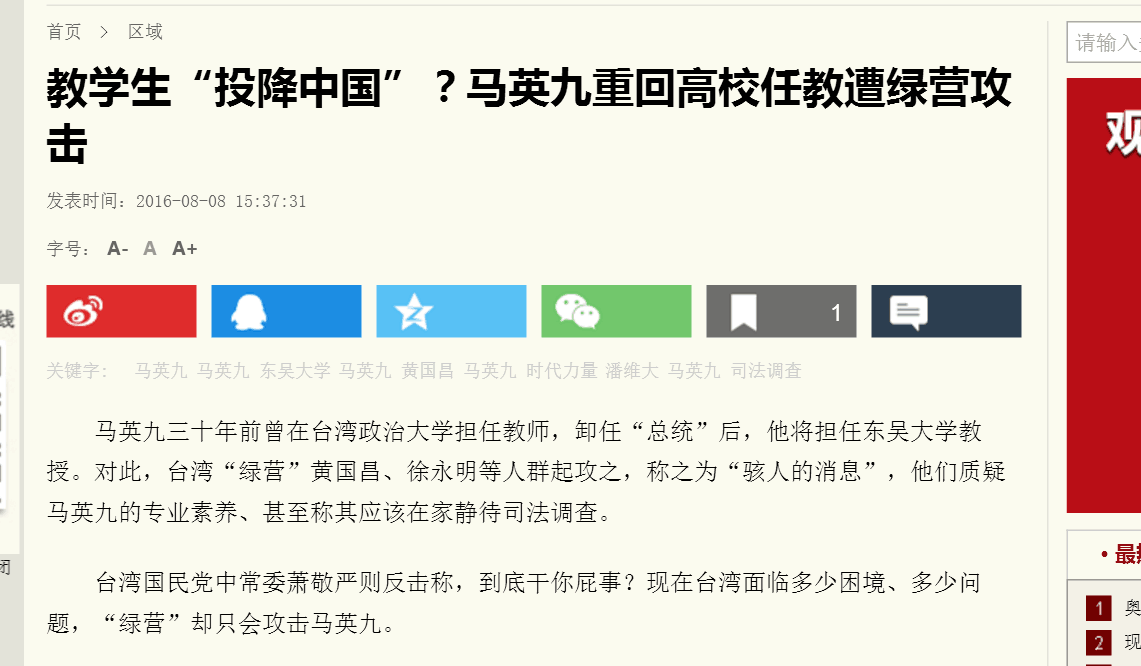 首页 > 区域
教学生“投降中国”？马英九重回高校任教遭绿营攻
击
发表时间：2016-08-08 15:37:31
字号： A- A A+
1
关键字： 马英九 马英九 东吴大学 马英九 黄国昌 马英九 时代力量 潘维大 马英九 司法调查
马英九三十年前曾在台湾政治大学担任教师，卸任“总统”后，他将担任东吴大学教
授。对此，台湾“绿营”黄国昌、徐永明等人群起攻之，称之为“骇人的消息”，他们质疑
马英九的专业素养、甚至称其应该在家静待司法调查。
台湾国民党中常委萧敬严则反击称，到底干你屁事？现在台湾面临多少困境、多少问
题，“绿营”却只会攻击马英九。
线
请输入
观
• 最热
1 奥
2 现